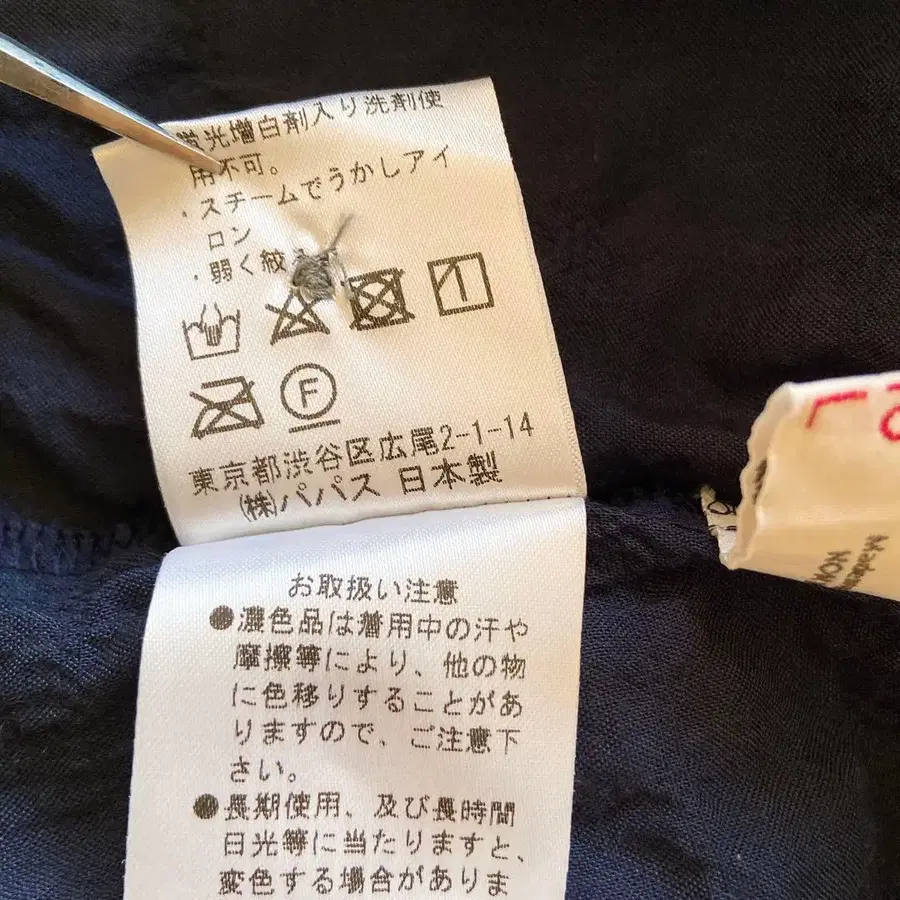 蛍光増白剤入り洗剤使
用不可。
・スチームでうかしアイ
ロン
・弱く絞
F
東京都渋谷区広尾2-1-14
㈱パパス 日本製
お取扱い注意
●濃色品は着用中の汗や
摩擦等により、他の物
に色移りすることがあ
りますので、ご注意下
さい。
●長期使用、及び長時間
日光等に当たりますと、
変色する場合がありま
L